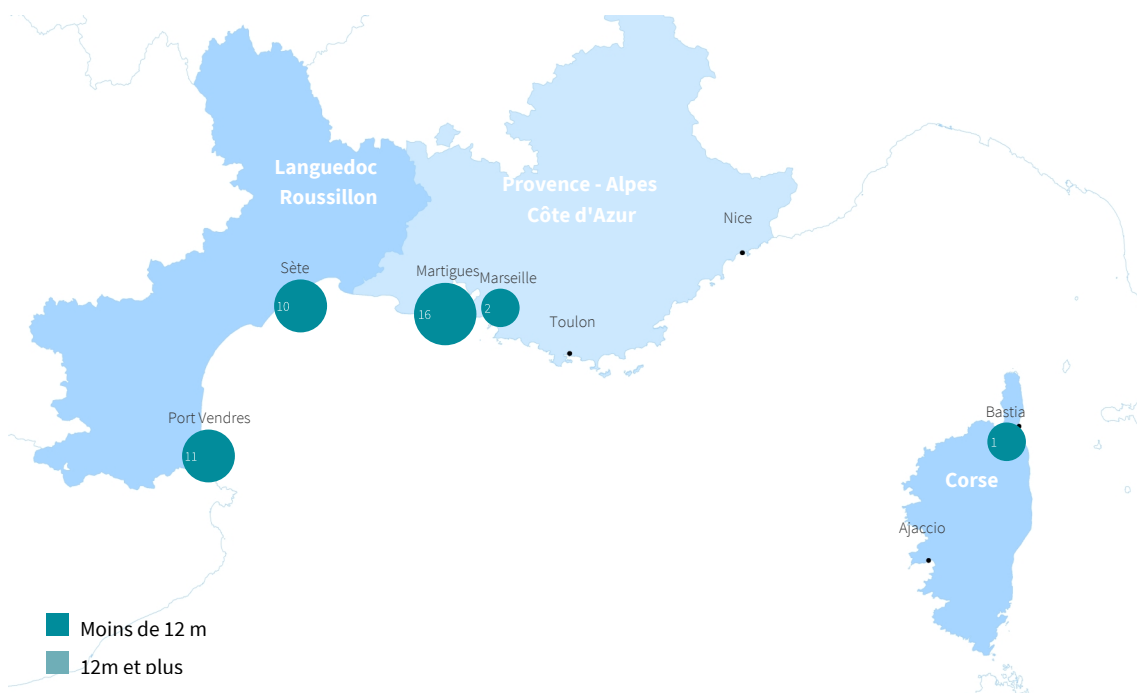 Languedoc
Roussillon
Provence - Alpes
Côte d'Azur
Nice
Sète
10
Martigues
16
Marseille
2
Toulon
Port Vendres
11
Bastia
1
Corse
Ajaccio
Moins de 12 m
12m et plus